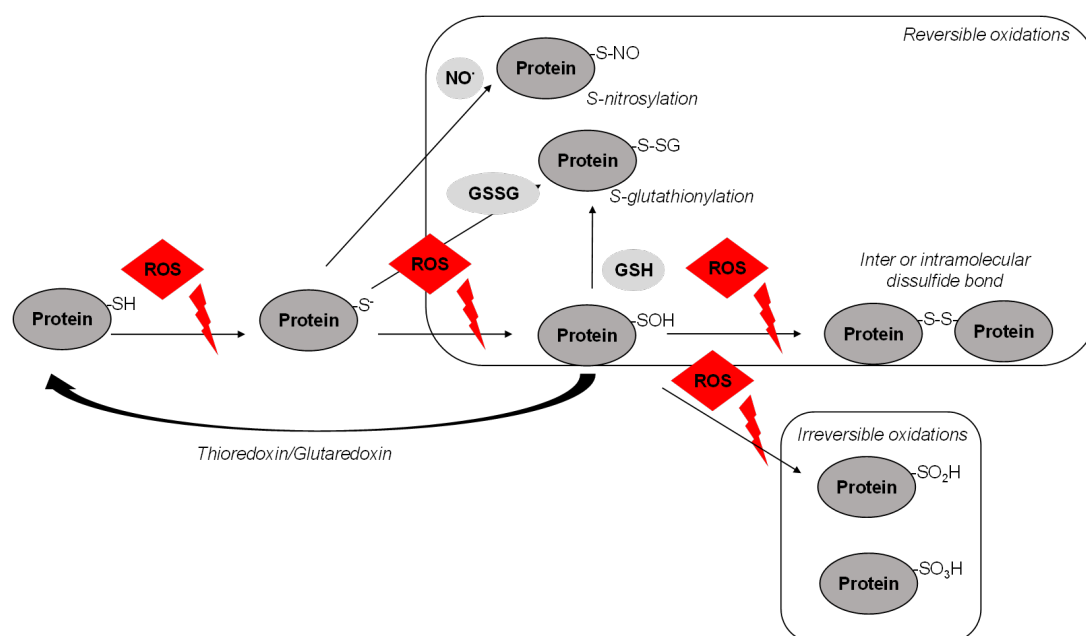 Reversible oxidations
NO·
Protein
-S-NO
S-nitrosylation
Protein
-S-SG
GSSG
S-glutathionylation
ROS
ROS
GSH
ROS
Inter or intramolecular
disulfide bond
Protein
-SH
Protein
-S-
Protein
-SOH
Protein
-S-S-
Protein
ROS
Thioredoxin/Glutaredoxin
Irreversible oxidations
Protein
-SO₂H
Protein
-SO₃H